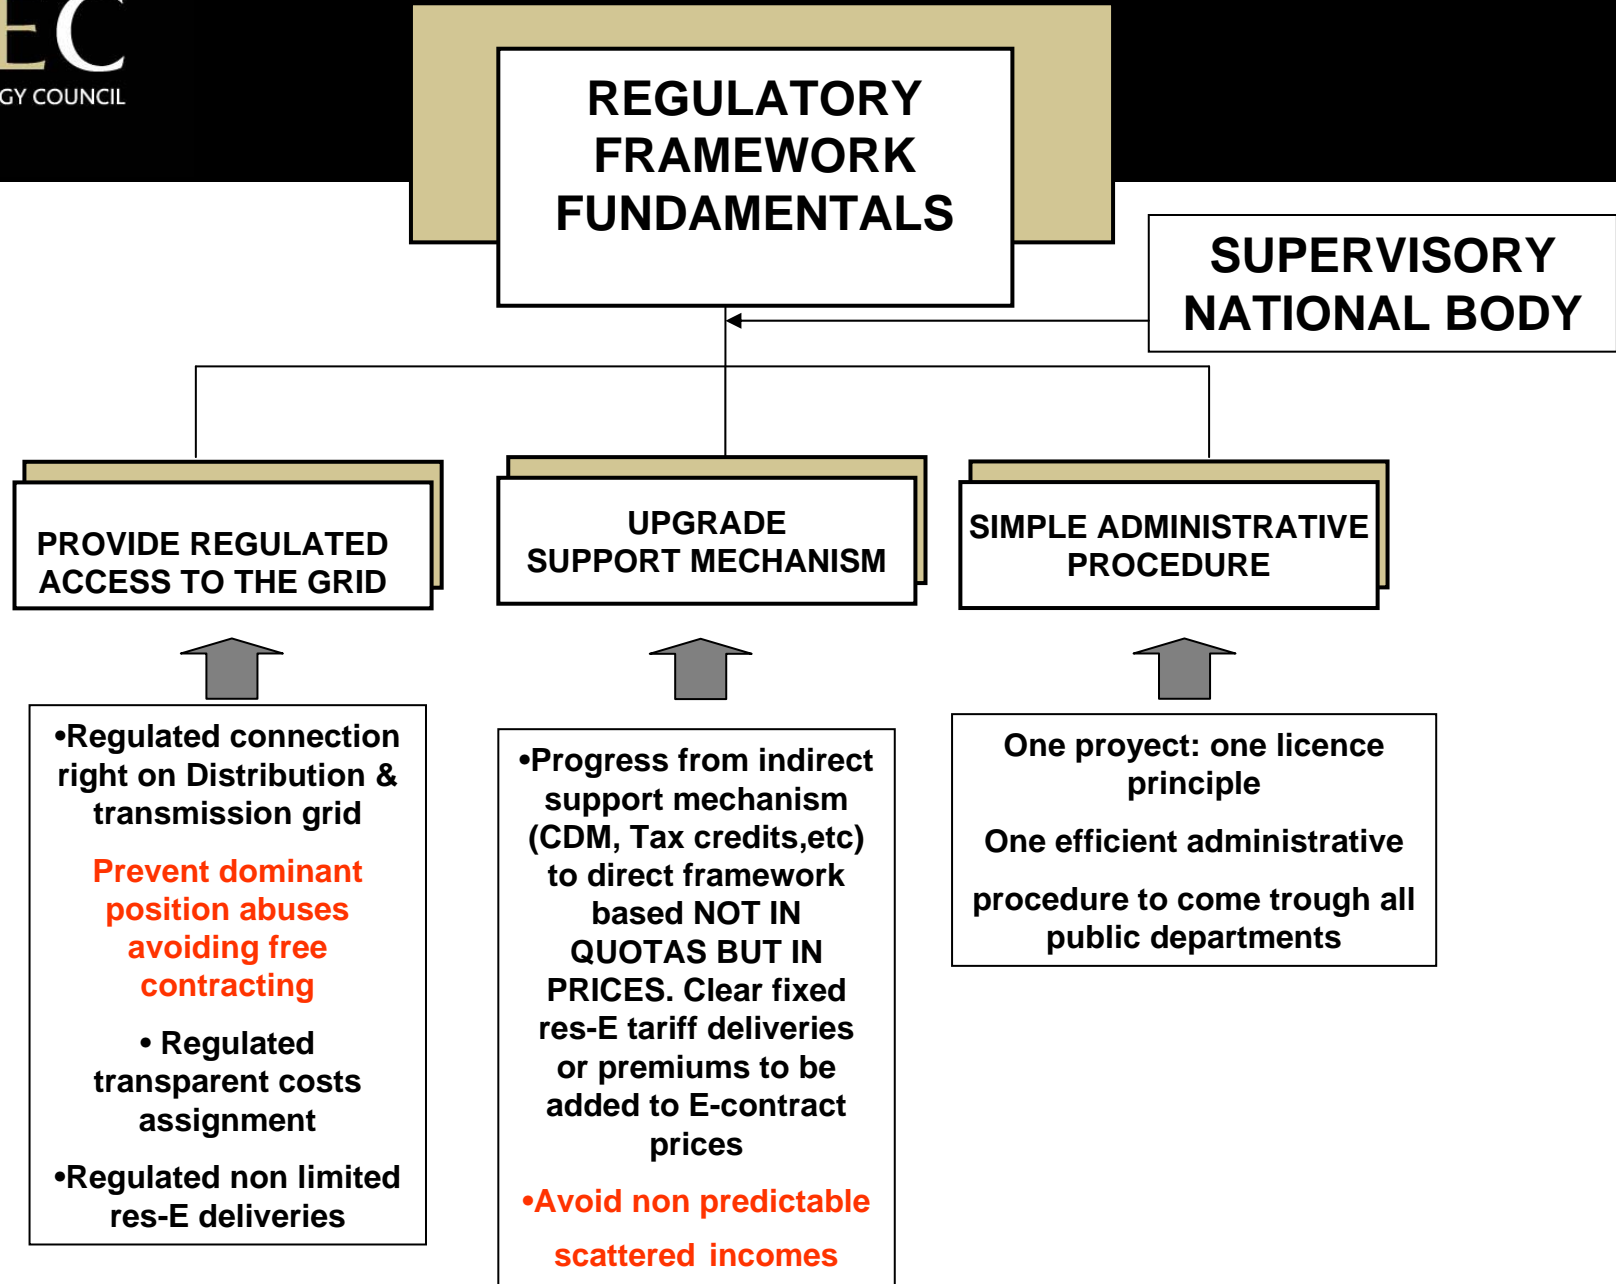 EC
GY COUNCIL
REGULATORY
FRAMEWORK
FUNDAMENTALS
SUPERVISORY
NATIONAL BODY
PROVIDE REGULATED
ACCESS TO THE GRID
UPGRADE
SUPPORT MECHANISM
SIMPLE ADMINISTRATIVE
PROCEDURE
•Regulated connection
right on Distribution &
transmission grid
Prevent dominant
position abuses
avoiding free
contracting
• Regulated
transparent costs
assignment
•Regulated non limited
res-E deliveries
•Progress from indirect
support mechanism
(CDM, Tax credits,etc)
to direct framework
based NOT IN
QUOTAS BUT IN
PRICES. Clear fixed
res-E tariff deliveries
or premiums to be
added to E-contract
prices
•Avoid non predictable
scattered incomes
One proyect: one licence
principle
One efficient administrative
procedure to come trough all
public departments